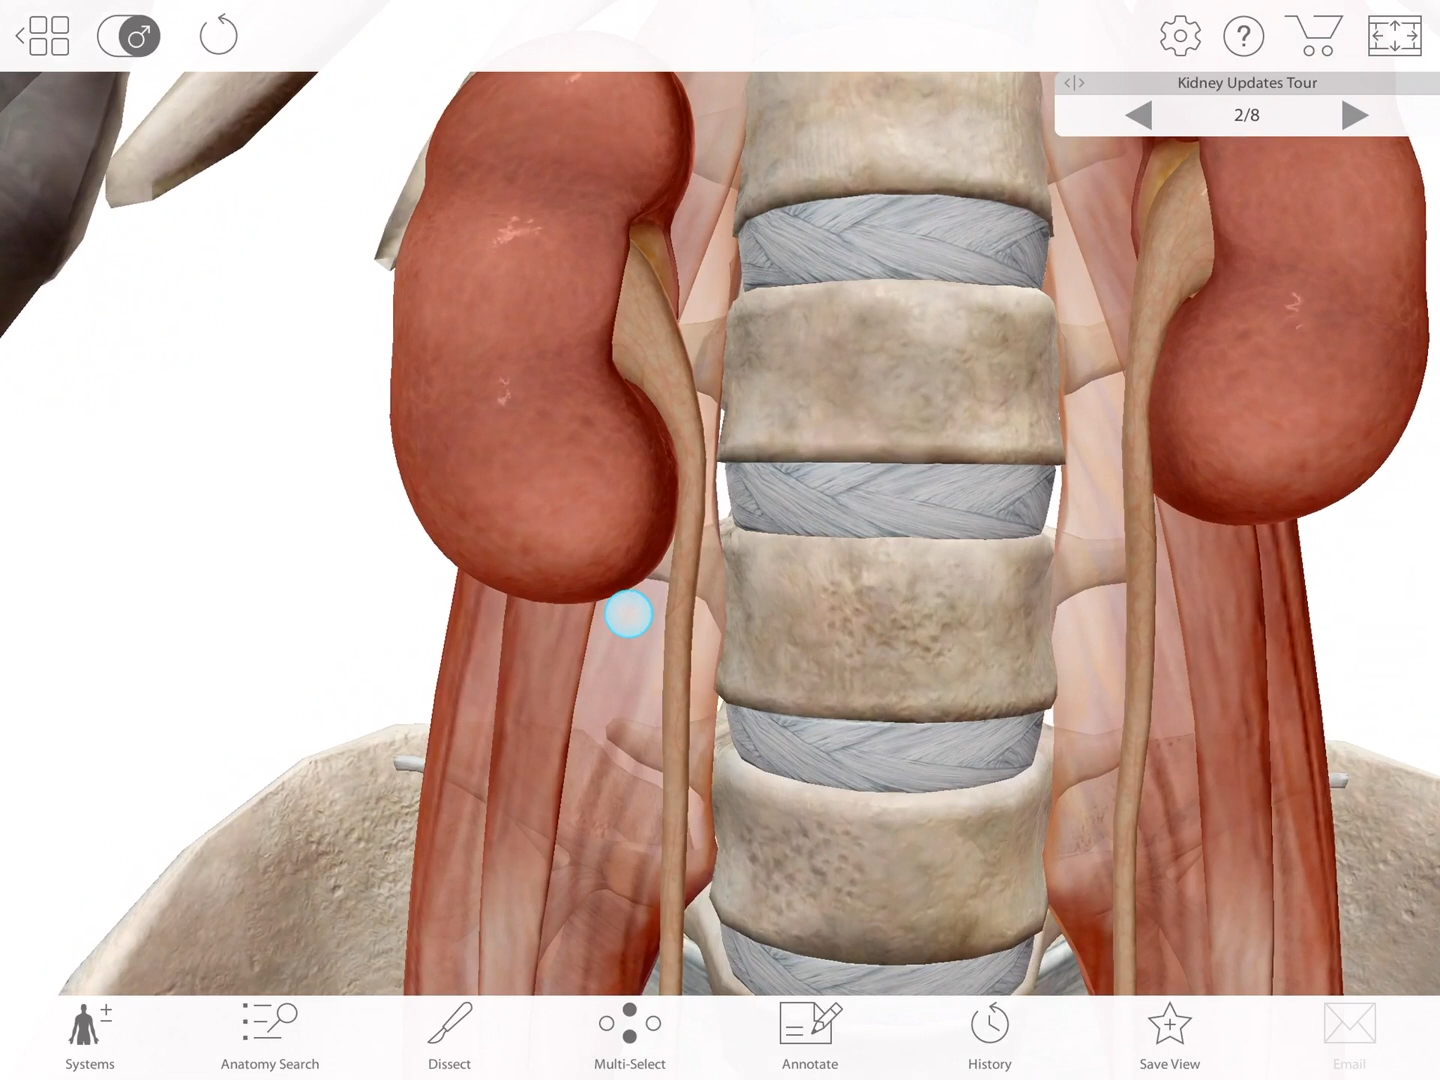 Kidney Updates Tour
2/8
Systems
Anatomy Search
Dissect
Multi-Select
Annotate
History
Save View
Email